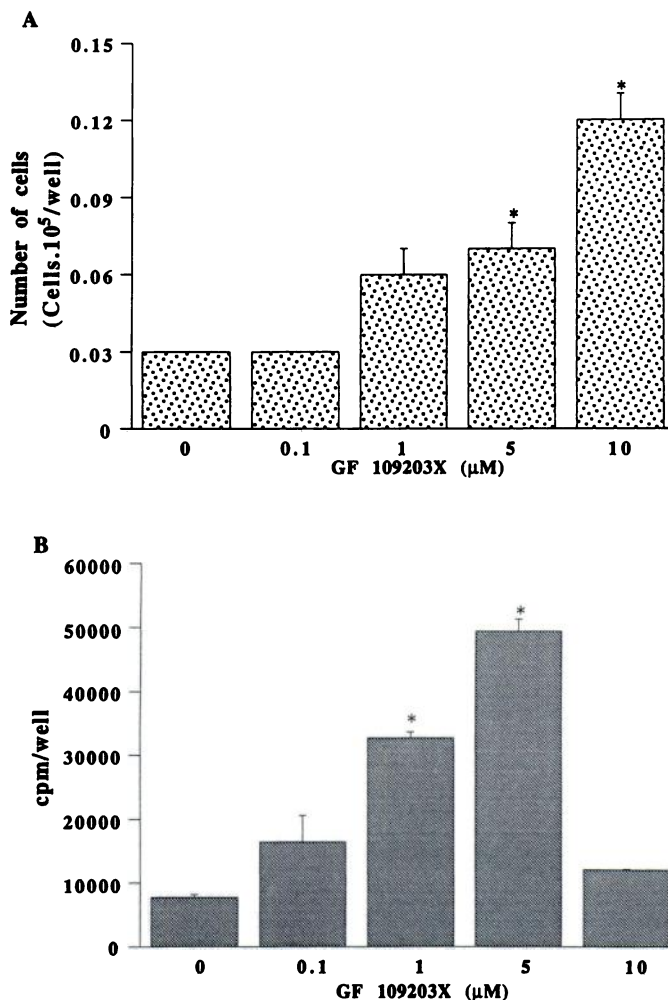 A
0.15
0.12
0.09
0.06
0.03
0
Number of cells
(Cells.10⁵/well)
*
*
0 0.1 1 5 10
GF 109203X (μM)
B
60000
50000
40000
30000
20000
10000
0
cpm/well
*
*
0 0.1 1 5 10
GF 109203X (μM)